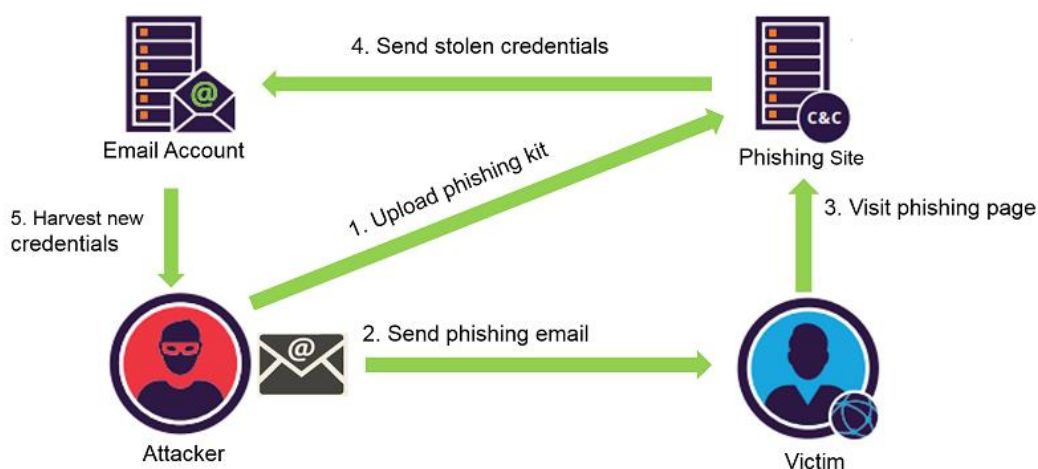 4. Send stolen credentials
@
C&C
Email Account
Phishing Site
1. Upload phishing kit
5. Harvest new
credentials
3. Visit phishing page
2. Send phishing email
@
Attacker
Victim